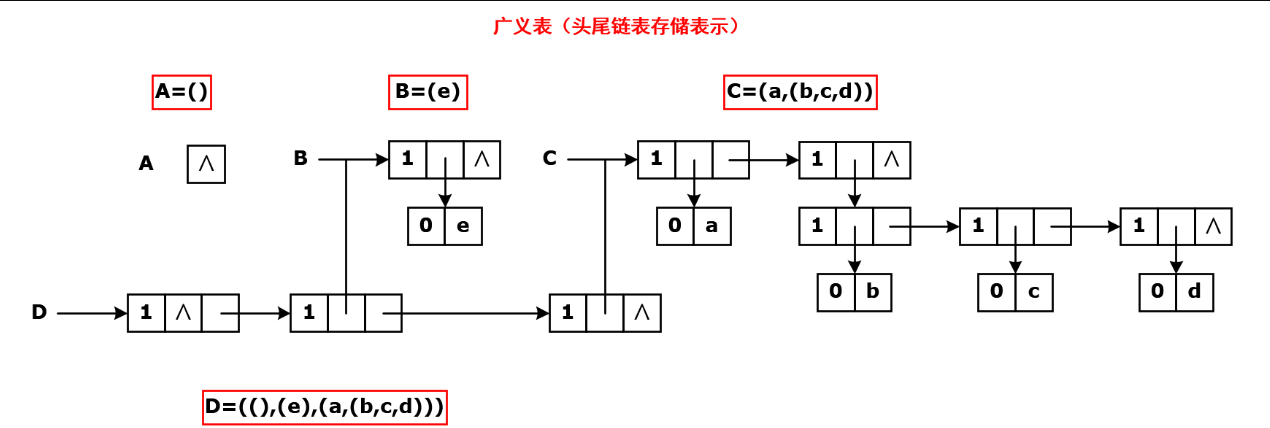 广义表（头尾链表存储表示）
A=() B=(e) C=(a,(b,c,d))
A ∧ B 1 ∧ C 1 1 ∧
0 e 0 a 1 1 1 ∧
0 b 0 c 0 d
D 1 ∧ 1 1 ∧
D=((),(e),(a,(b,c,d)))